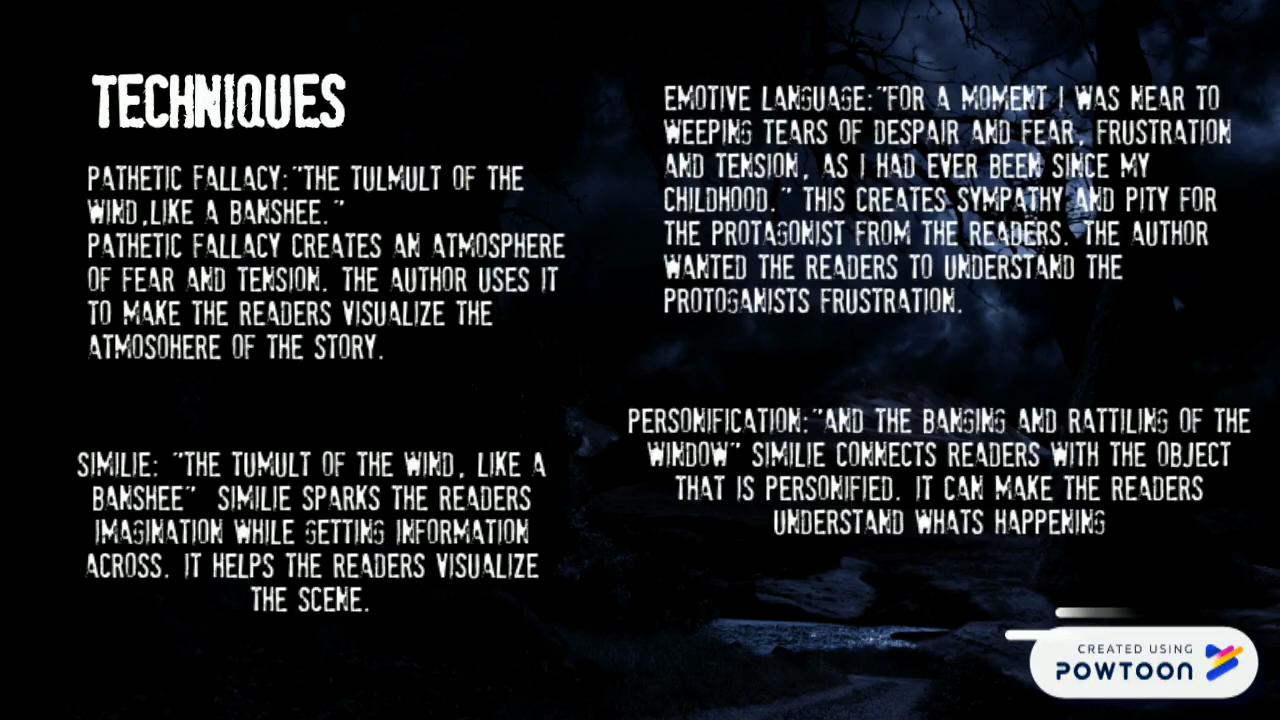 TECHNIQUES
PATHETIC FALLACY:"THE TULMULT OF THE
WIND,LIKE A BANSHEE."
PATHETIC FALLACY CREATES AN ATMOSPHERE
OF FEAR AND TENSION. THE AUTHOR USES IT
TO MAKE THE READERS VISUALIZE THE
ATMOSOHERE OF THE STORY.
SIMILIE: "THE TUMULT OF THE WIND, LIKE A
BANSHEE" SIMILIE SPARKS THE READERS
IMAGINATION WHILE GETTING INFORMATION
ACROSS. IT HELPS THE READERS VISUALIZE
THE SCENE.
EMOTIVE LANGUAGE:"FOR A MOMENT I WAS NEAR TO
WEEPING TEARS OF DESPAIR AND FEAR, FRUSTRATION
AND TENSION, AS I HAD EVER BEEN SINCE MY
CHILDHOOD." THIS CREATES SYMPATHY AND PITY FOR
THE PROTAGONIST FROM THE READERS. THE AUTHOR
WANTED THE READERS TO UNDERSTAND THE
PROTOGANISTS FRUSTRATION.
PERSONIFICATION:"AND THE BANGING AND RATTILING OF THE
WINDOW" SIMILIE CONNECTS READERS WITH THE OBJECT
THAT IS PERSONIFIED. IT CAN MAKE THE READERS
UNDERSTAND WHATS HAPPENING
CREATED USING
POWTOON